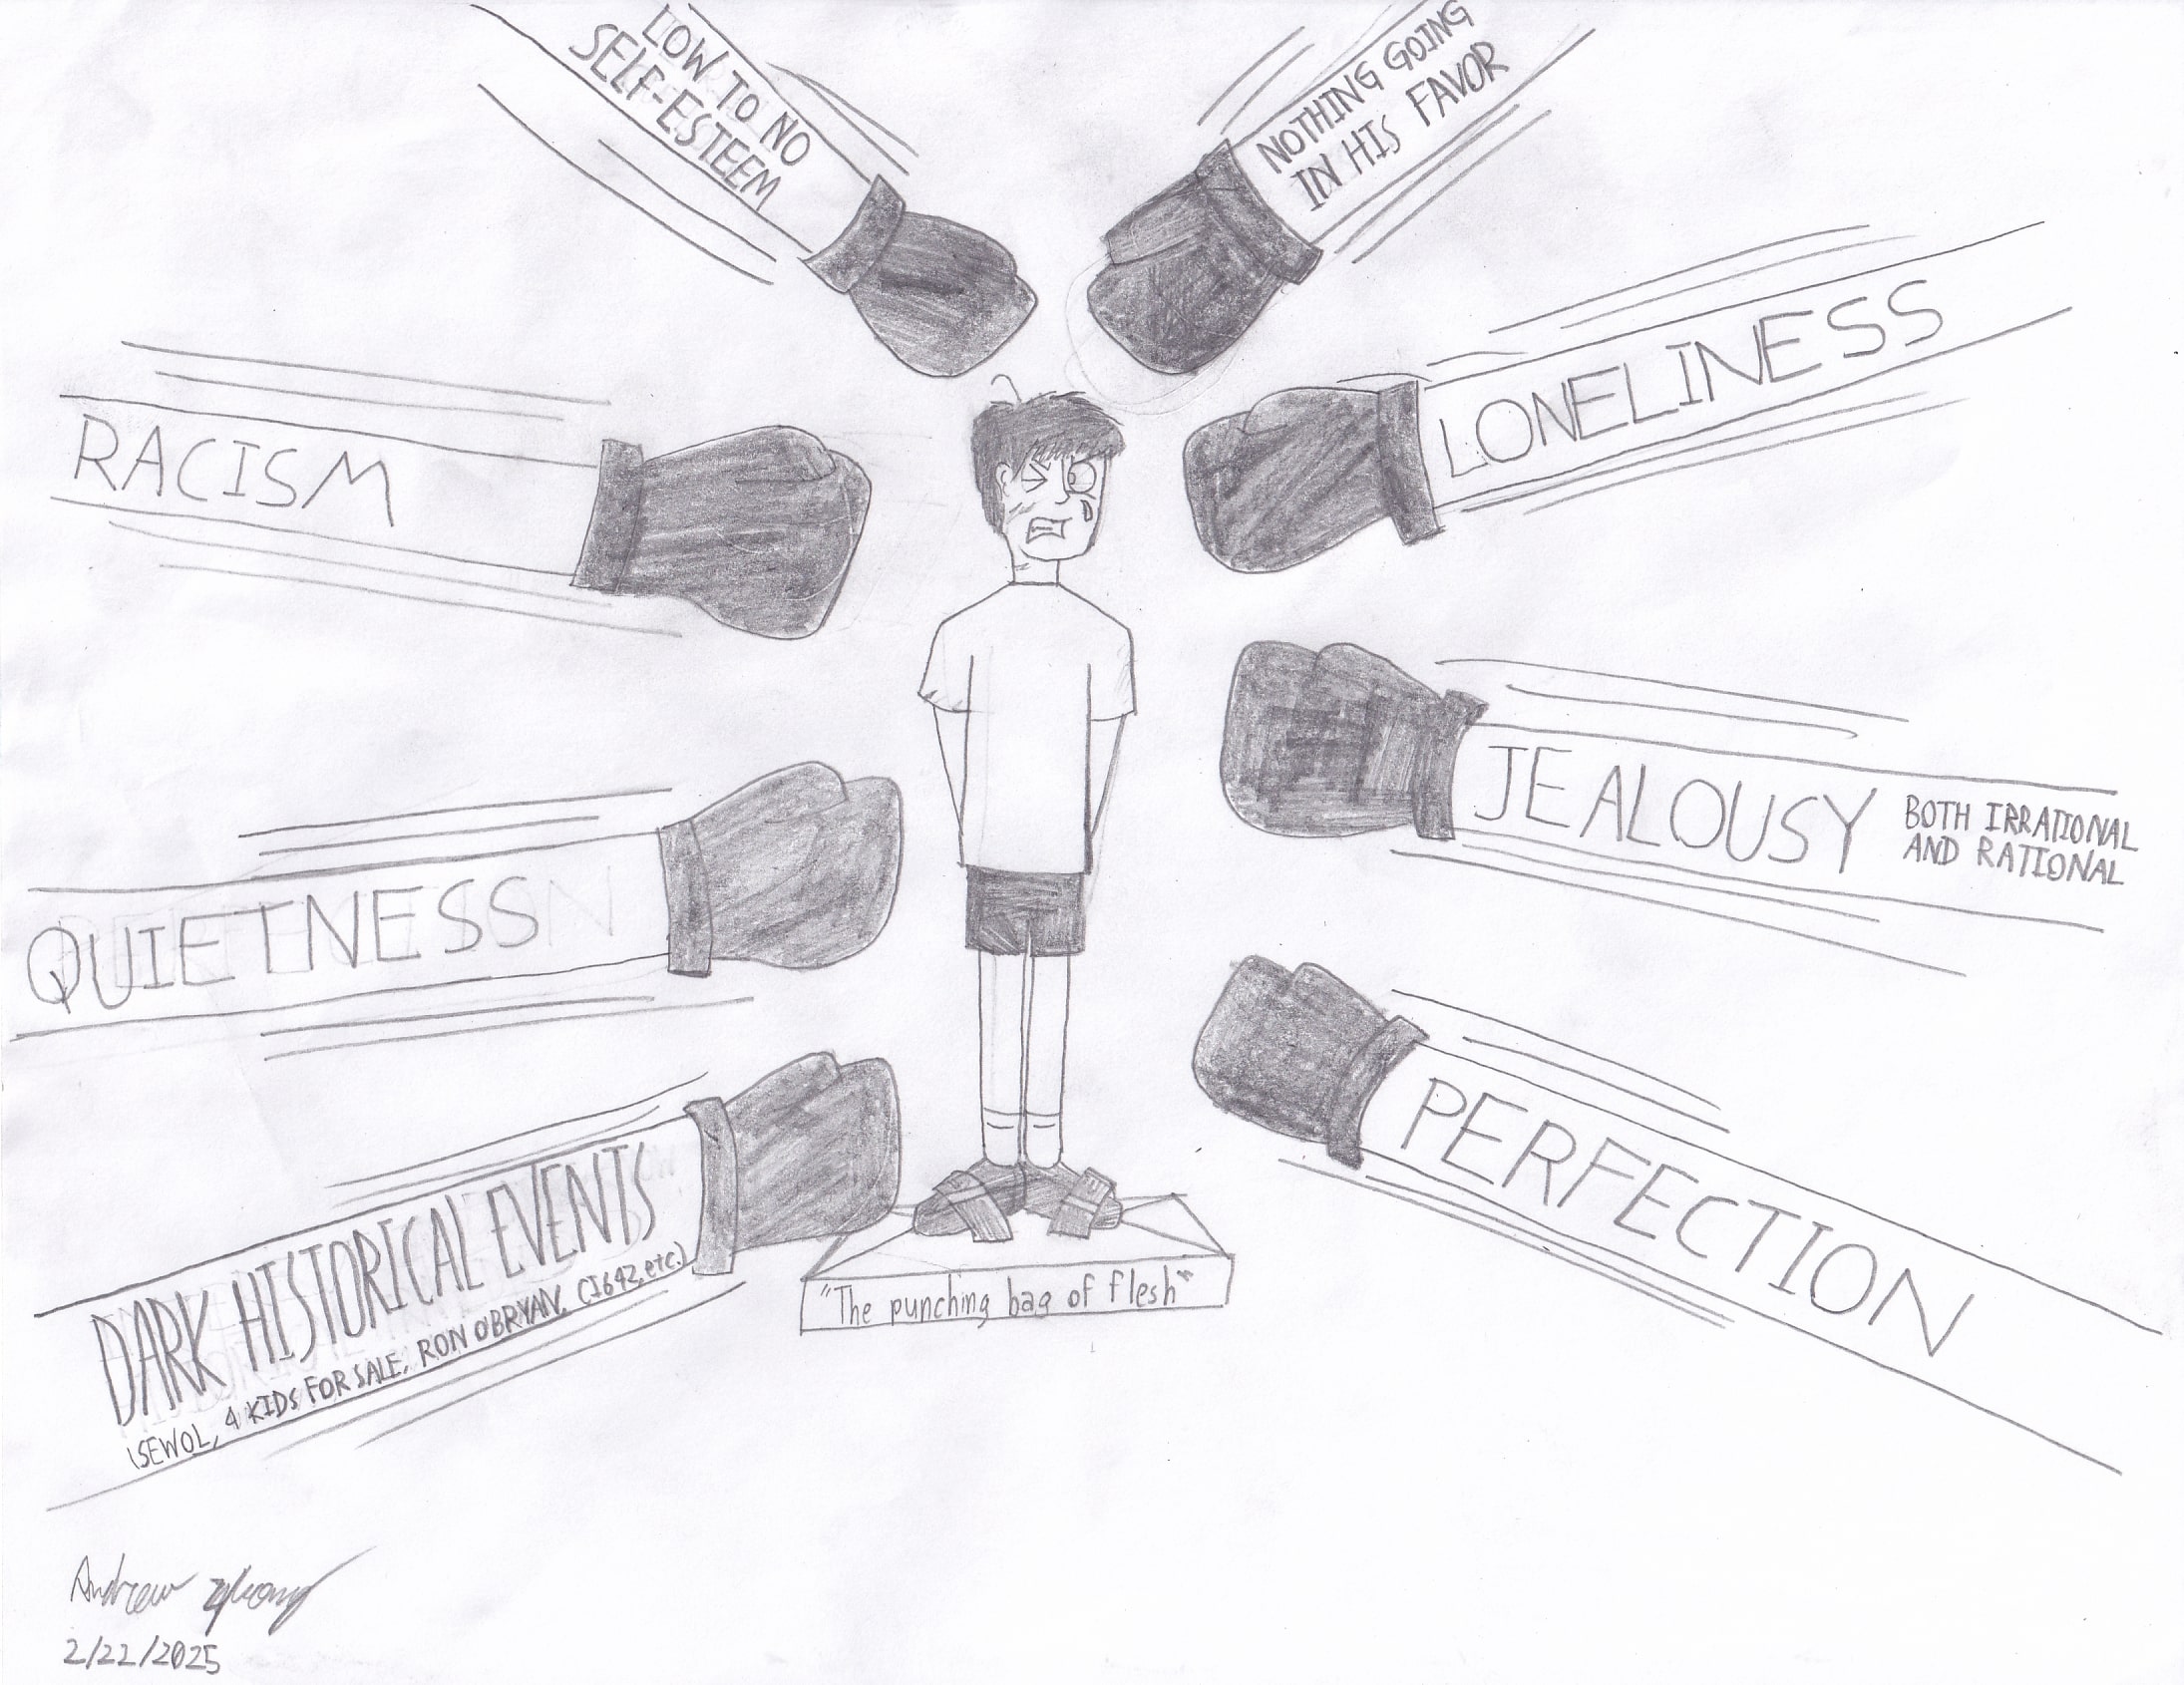 LOW TO NO
SELF-ESTEEM
NOTHING GOING
IN HIS FAVOR
RACISM
LONELINESS
QUIETNESS
JEALOUSY
BOTH IRRATIONAL
AND RATIONAL
DARK HISTORICAL EVENTS
(SEWOL, 4 KIDS FOR SALE, RON O'BRYAN, CI642, etc.)
PERFECTION
"The punching bag of flesh"
Andrew Zhang
2/22/2025